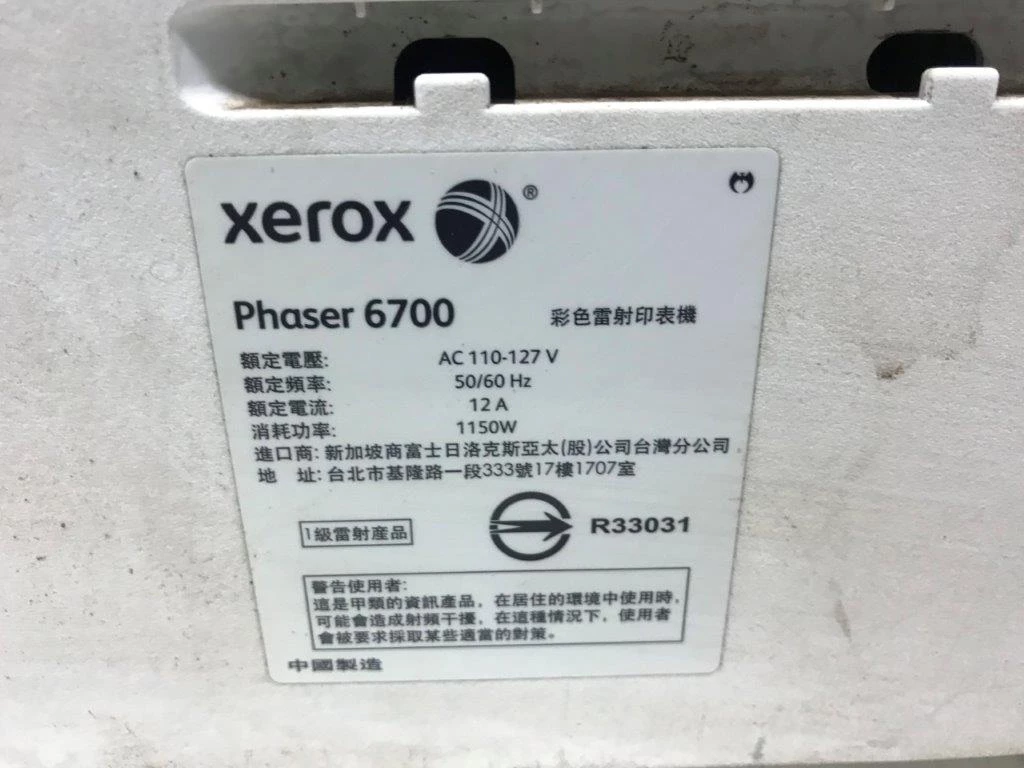 xerox ®
Phaser 6700 彩色雷射印表機
額定電壓: AC 110-127 V
額定頻率: 50/60 Hz
額定電流: 12 A
消耗功率: 1150W
進口商: 新加坡商富士日洛克斯亞太(股)公司台灣分公司
地 址: 台北市基隆路一段333號17樓1707室
1級雷射產品
R33031
警告使用者:
這是甲類的資訊產品，在居住的環境中使用時，
可能會造成射頻干擾，在這種情況下，使用者
會被要求採取某些適當的對策。
中國製造